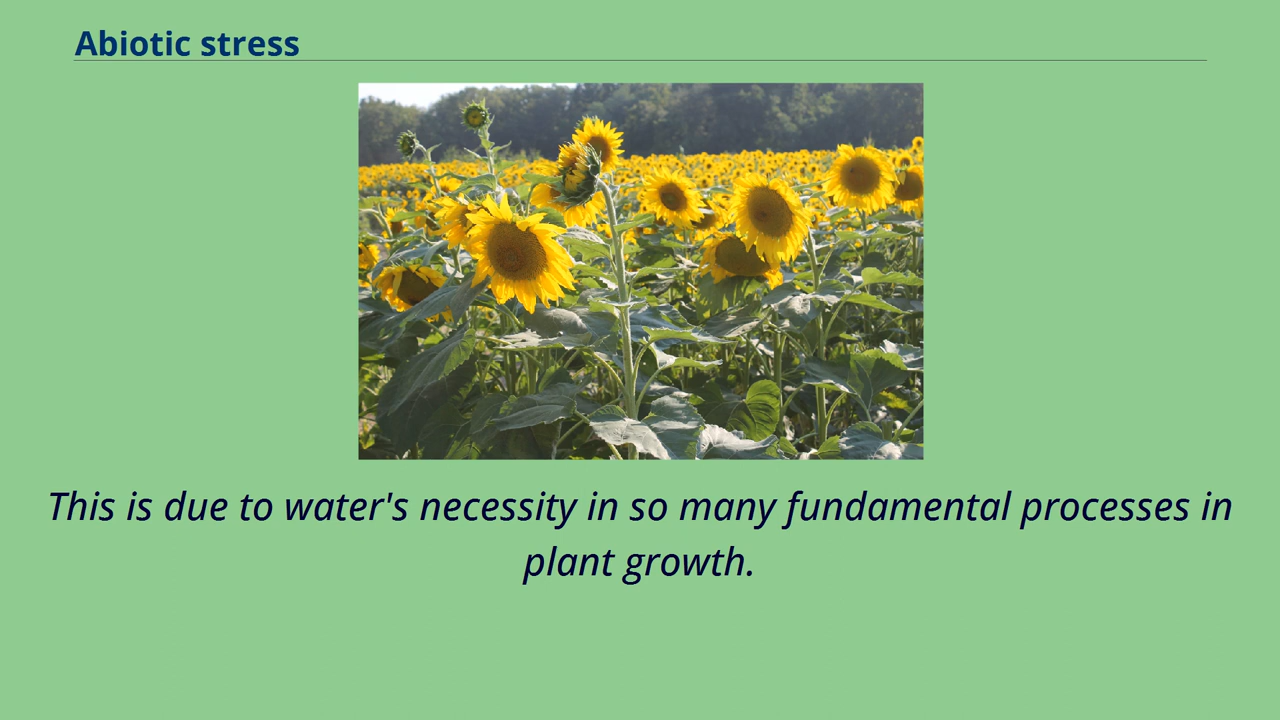 Abiotic stress
This is due to water's necessity in so many fundamental processes in
plant growth.